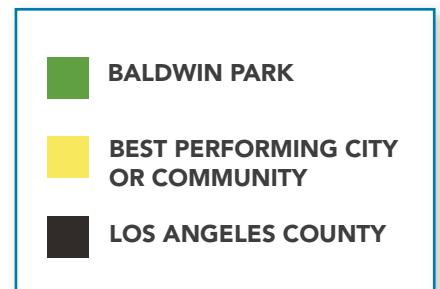 BALDWIN PARK
BEST PERFORMING CITY
OR COMMUNITY
LOS ANGELES COUNTY